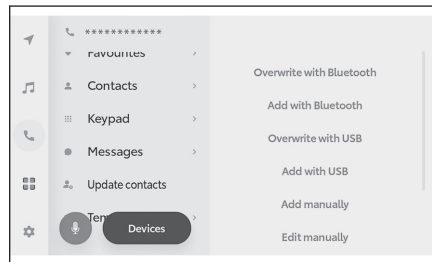 ************
Favourites
Contacts
Keypad
Messages
Update contacts
Tem
Devices
Overwrite with Bluetooth
Add with Bluetooth
Overwrite with USB
Add with USB
Add manually
Edit manually